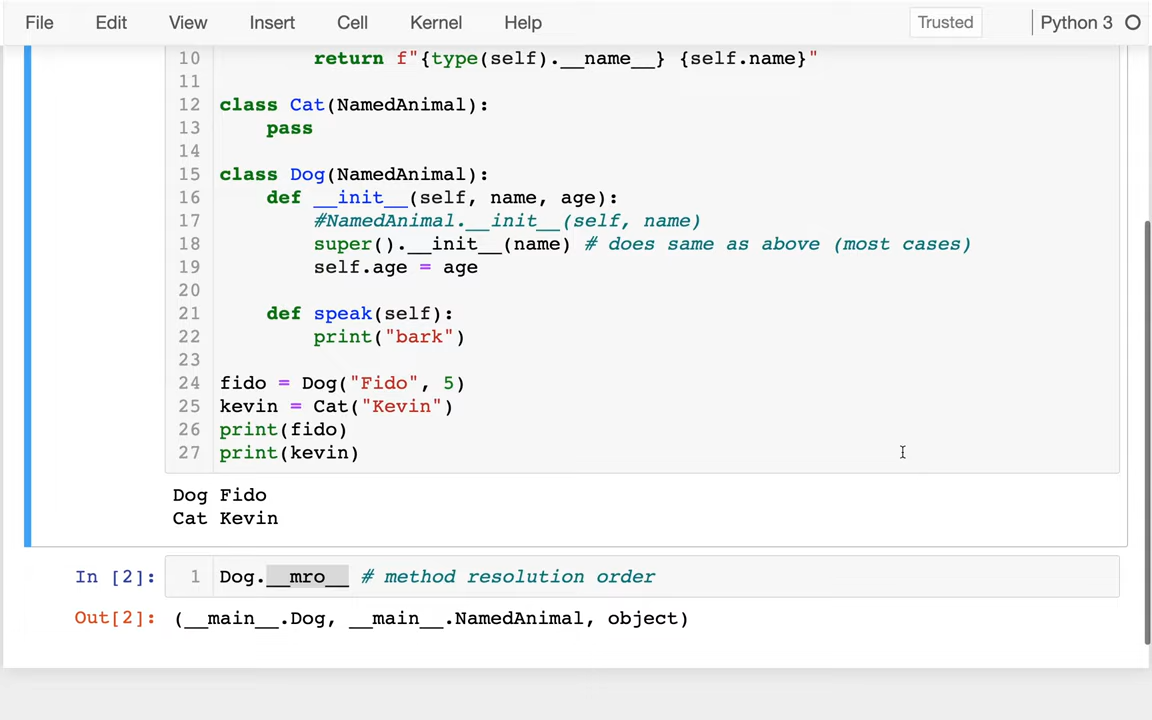 File Edit View Insert Cell Kernel Help Trusted Python 3
10 return f"{type(self).__name__} {self.name}"
11
12 class Cat(NamedAnimal):
13 pass
14
15 class Dog(NamedAnimal):
16 def __init__(self, name, age):
17 #NamedAnimal.__init__(self, name)
18 super().__init__(name) # does same as above (most cases)
19 self.age = age
20
21 def speak(self):
22 print("bark")
23
24 fido = Dog("Fido", 5)
25 kevin = Cat("Kevin")
26 print(fido)
27 print(kevin)
Dog Fido
Cat Kevin
In [2]: 1 Dog.__mro__ # method resolution order
Out[2]: (__main__.Dog, __main__.NamedAnimal, object)